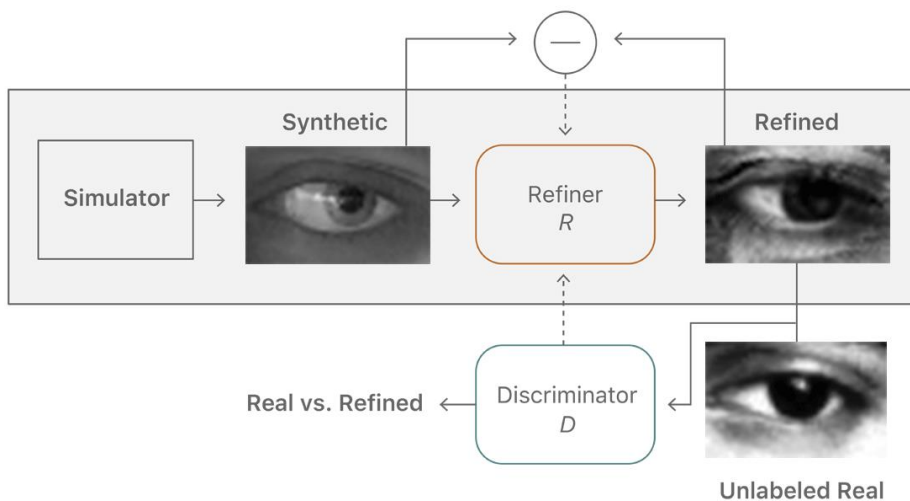 Synthetic
Refined
Simulator
Refiner
R
Discriminator
D
Real vs. Refined
Unlabeled Real